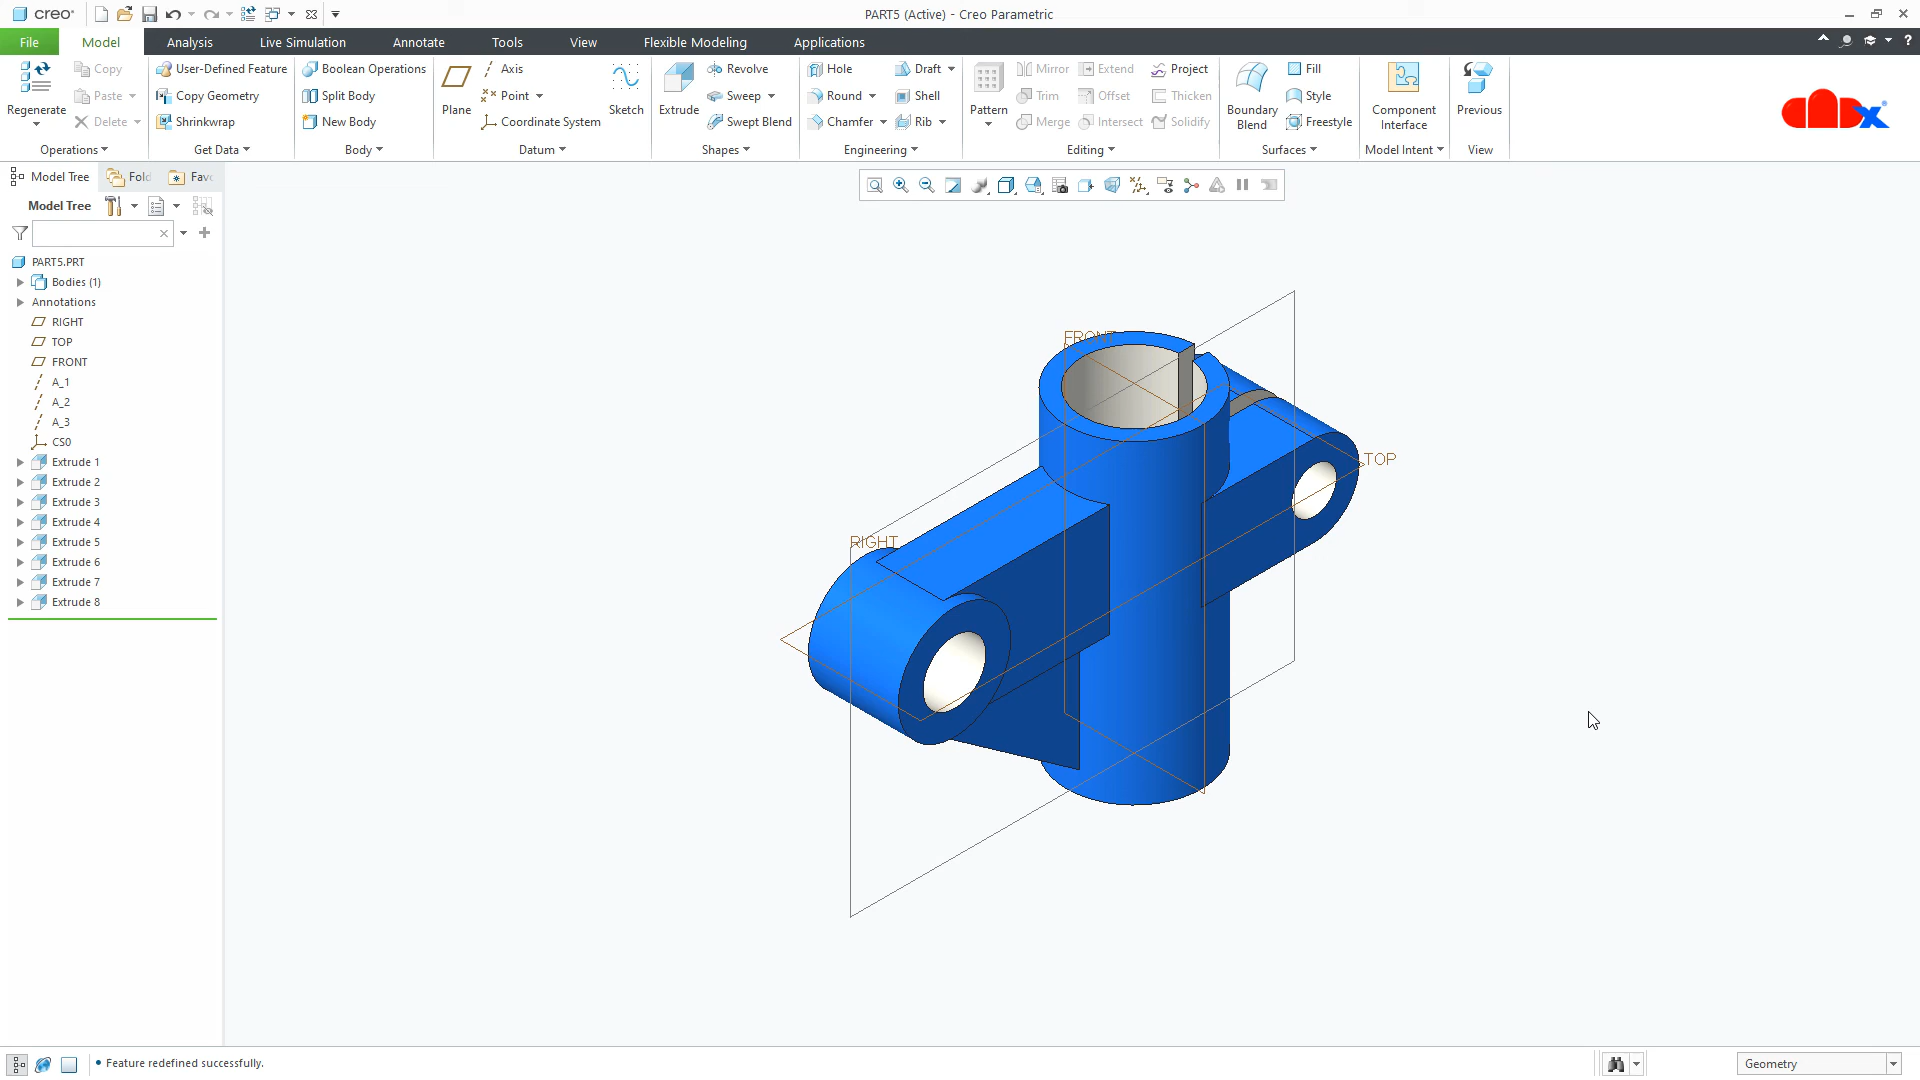 creo°
PART5 (Active) - Creo Parametric
File Model Analysis Live Simulation Annotate Tools View Flexible Modeling Applications
Regenerate
Copy
Paste
Delete
Operations
User-Defined Feature
Copy Geometry
Shrinkwrap
Get Data
Boolean Operations
Split Body
New Body
Body
Plane
Axis
Point
Coordinate System
Sketch
Datum
Extrude
Revolve
Sweep
Swept Blend
Shapes
Hole
Round
Chamfer
Draft
Shell
Rib
Engineering
Pattern
Mirror
Trim
Merge
Extend
Offset
Intersect
Project
Thicken
Solidify
Editing
Boundary
Blend
Fill
Style
Freestyle
Surfaces
Component
Interface
Model Intent
Previous
View
Model Tree
Fold
Favo
Model Tree
PART5.PRT
Bodies (1)
Annotations
RIGHT
TOP
FRONT
A_1
A_2
A_3
CS0
Extrude 1
Extrude 2
Extrude 3
Extrude 4
Extrude 5
Extrude 6
Extrude 7
Extrude 8
FRONT
TOP
RIGHT
Feature redefined successfully.
Geometry